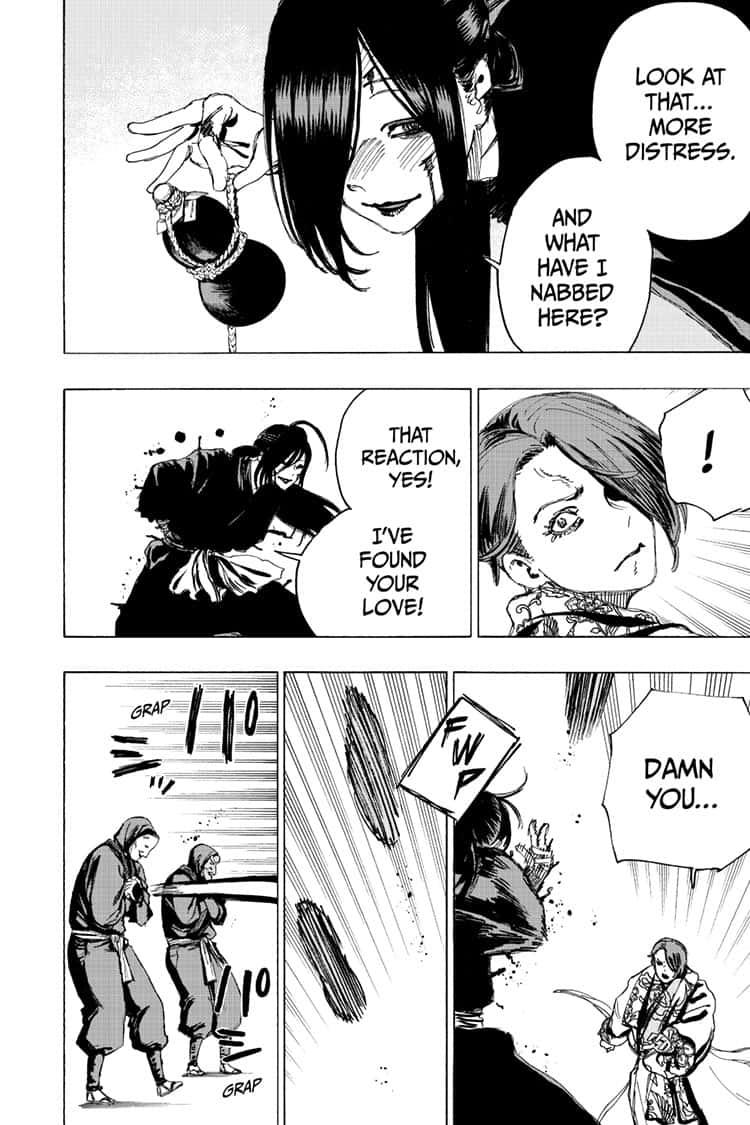 LOOK AT
THAT...
MORE
DISTRESS.
AND
WHAT
HAVE I
NABBED
HERE?
!
THAT
REACTION,
YES!
I'VE
FOUND
YOUR
LOVE!
DAMN
YOU...
FWP
GRAP
GRAP